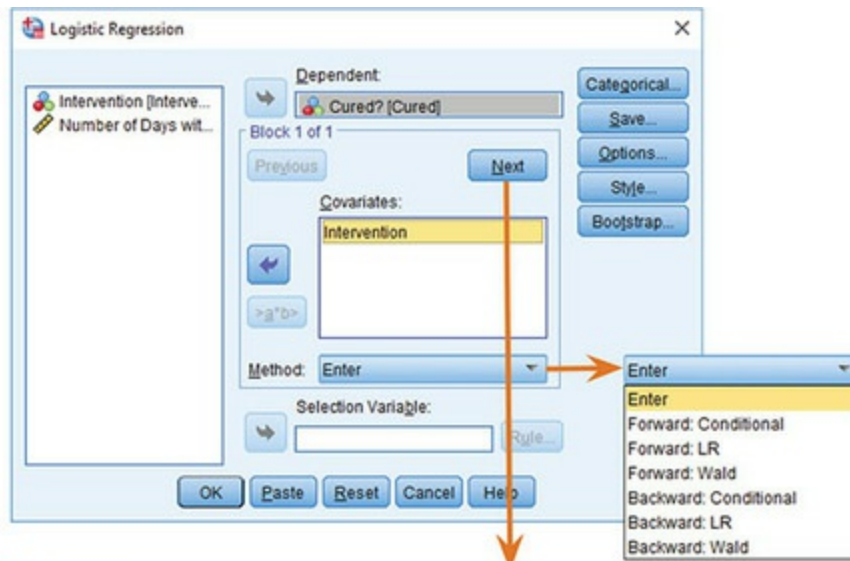 Logistic Regression
Intervention [Interve...
Number of Days wit...
Dependent:
Cured? [Cured]
Block 1 of 1
Previous
Next
Covariates:
Intervention
>a*b>
Method:
Enter
Selection Variable:
Rule...
OK
Paste
Reset
Cancel
Help
Categorical...
Save...
Options...
Style...
Bootstrap...
Enter
Enter
Forward: Conditional
Forward: LR
Forward: Wald
Backward: Conditional
Backward: LR
Backward: Wald